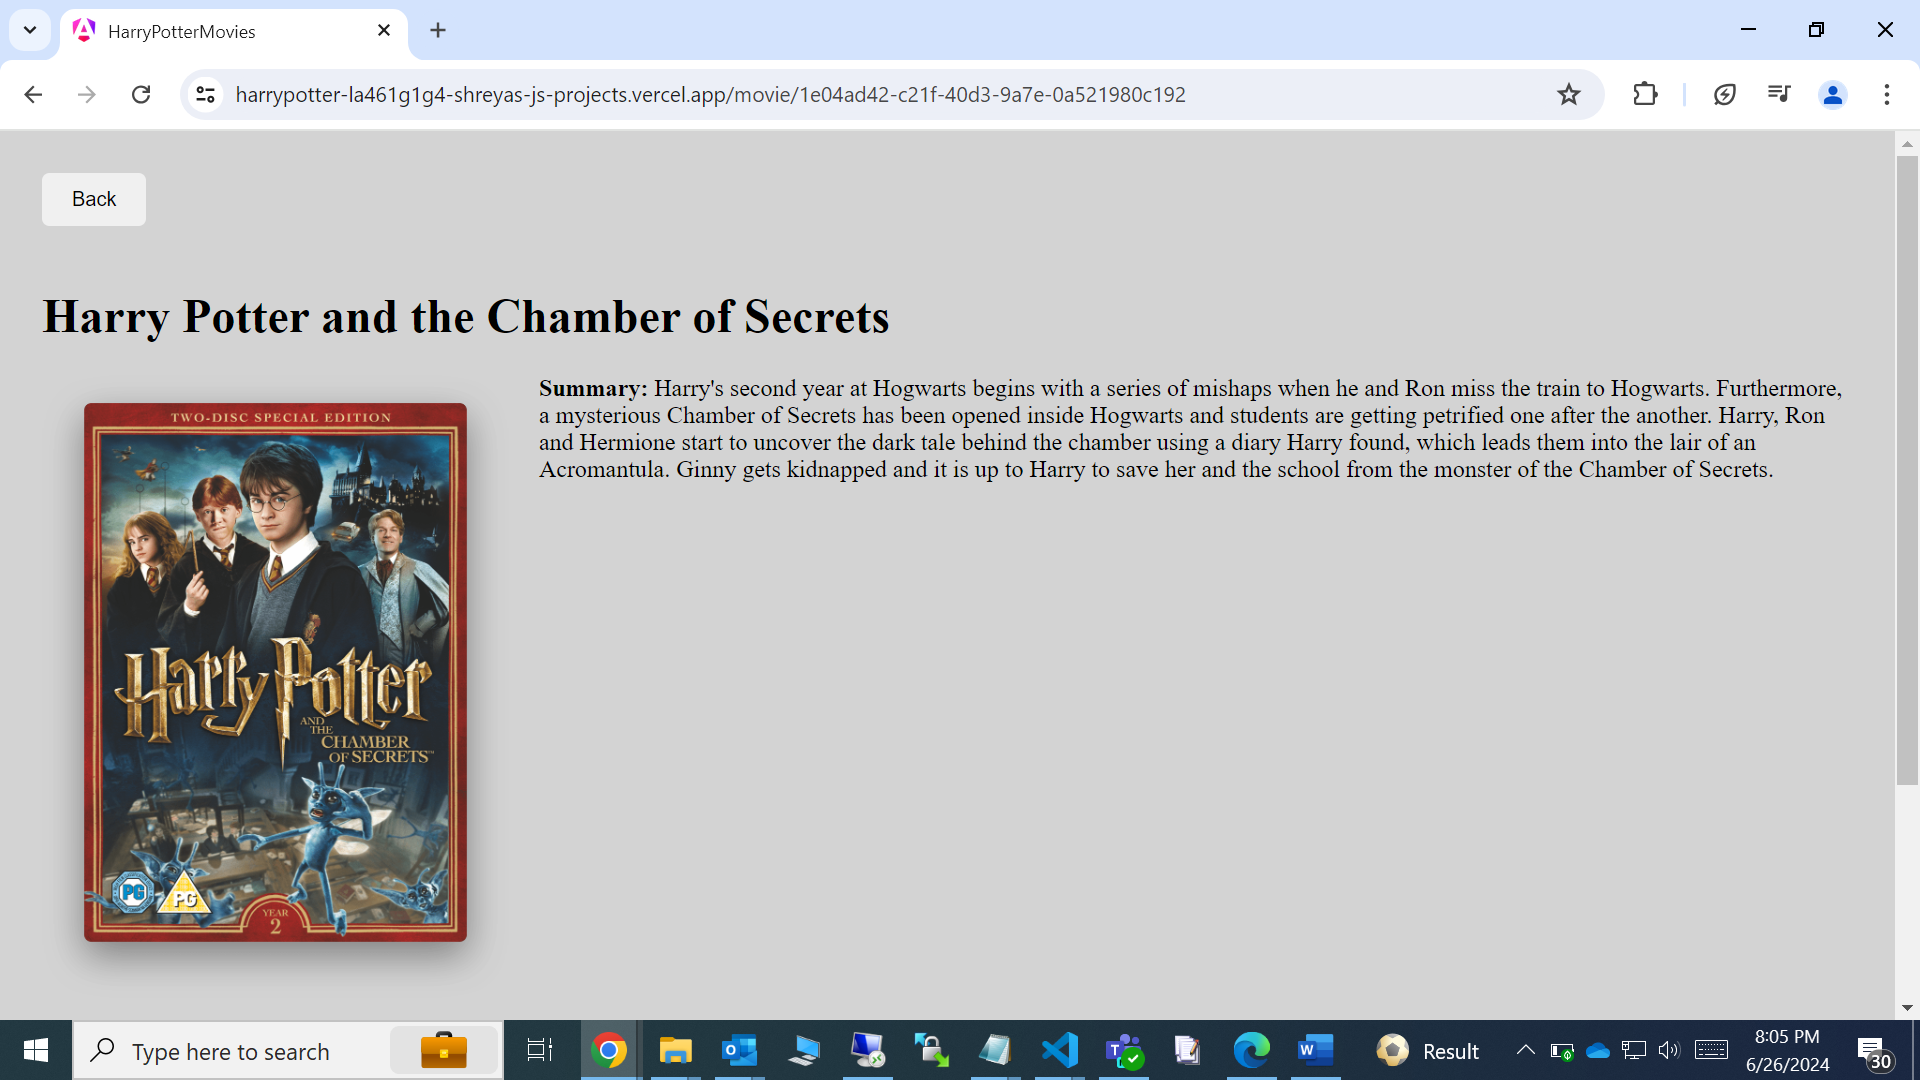 HarryPotterMovies
harrypotter-la461g1g4-shreyas-js-projects.vercel.app/movie/1e04ad42-c21f-40d3-9a7e-0a521980c192
Back
Harry Potter and the Chamber of Secrets
Summary: Harry's second year at Hogwarts begins with a series of mishaps when he and Ron miss the train to Hogwarts. Furthermore,
a mysterious Chamber of Secrets has been opened inside Hogwarts and students are getting petrified one after the another. Harry, Ron
and Hermione start to uncover the dark tale behind the chamber using a diary Harry found, which leads them into the lair of an
Acromantula. Ginny gets kidnapped and it is up to Harry to save her and the school from the monster of the Chamber of Secrets.
TWO-DISC SPECIAL EDITION
Harry Potter
AND
THE
CHAMBER
OF SECRETS™
PG
PG
YEAR
2
Type here to search
Result
8:05 PM
6/26/2024
30